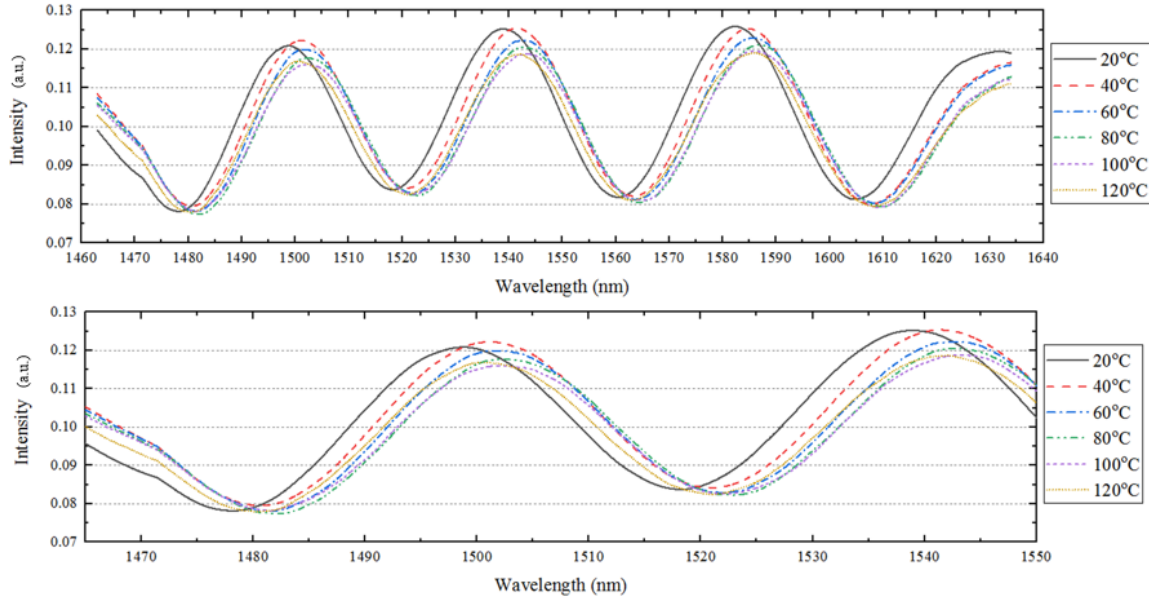 0.13
0.12
0.11
0.10
0.09
0.08
0.07
Intensity (a.u.)
1460 1470 1480 1490 1500 1510 1520 1530 1540 1550 1560 1570 1580 1590 1600 1610 1620 1630 1640
Wavelength (nm)
20°C
40°C
60°C
80°C
100°C
120°C
0.13
0.12
0.11
0.10
0.09
0.08
0.07
Intensity (a.u.)
1470 1480 1490 1500 1510 1520 1530 1540 1550
Wavelength (nm)
20°C
40°C
60°C
80°C
100°C
120°C